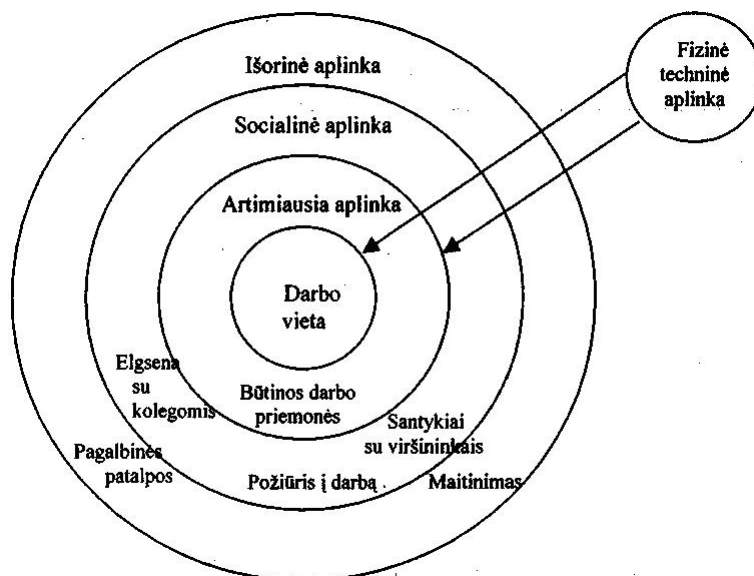 Išorinė aplinka
Fizinė
techninė
aplinka
Socialinė aplinka
Artimiausia aplinka
Darbo
vieta
Elgsena
su
kolegomis
Būtinos darbo
priemonės
Santykiai
su viršininkais
Pagalbinės
patalpos
Požiūris į darbą
Maitinimas